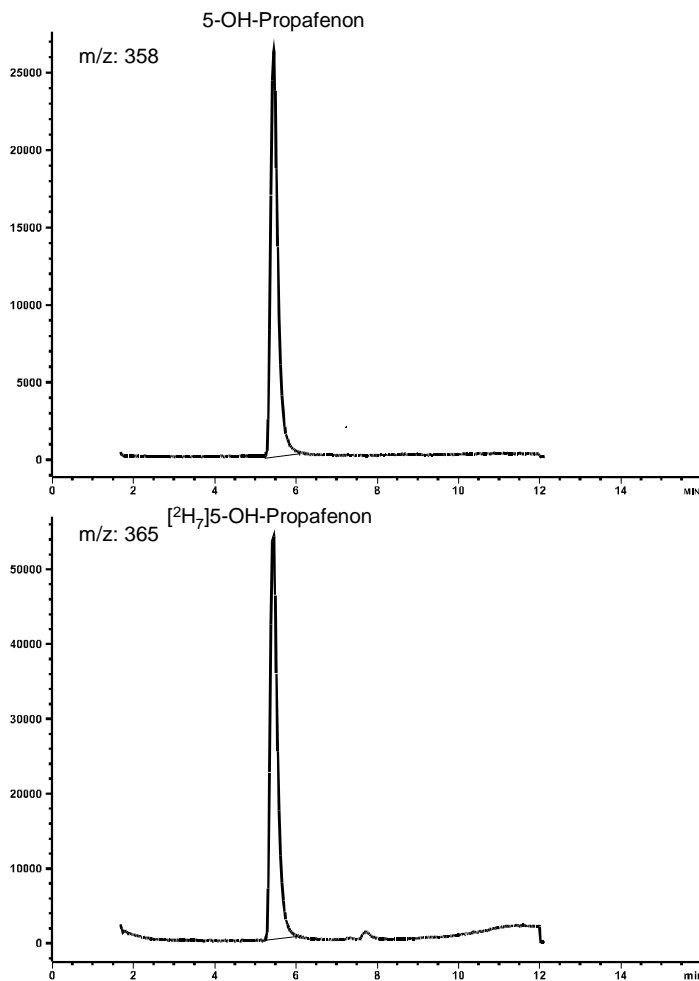 5-OH-Propafenon
m/z: 358
25000
20000
15000
10000
5000
0
0 2 4 6 8 10 12 14 MIN
[²H₇]5-OH-Propafenon
m/z: 365
50000
40000
30000
20000
10000
0
0 2 4 6 8 10 12 14 min